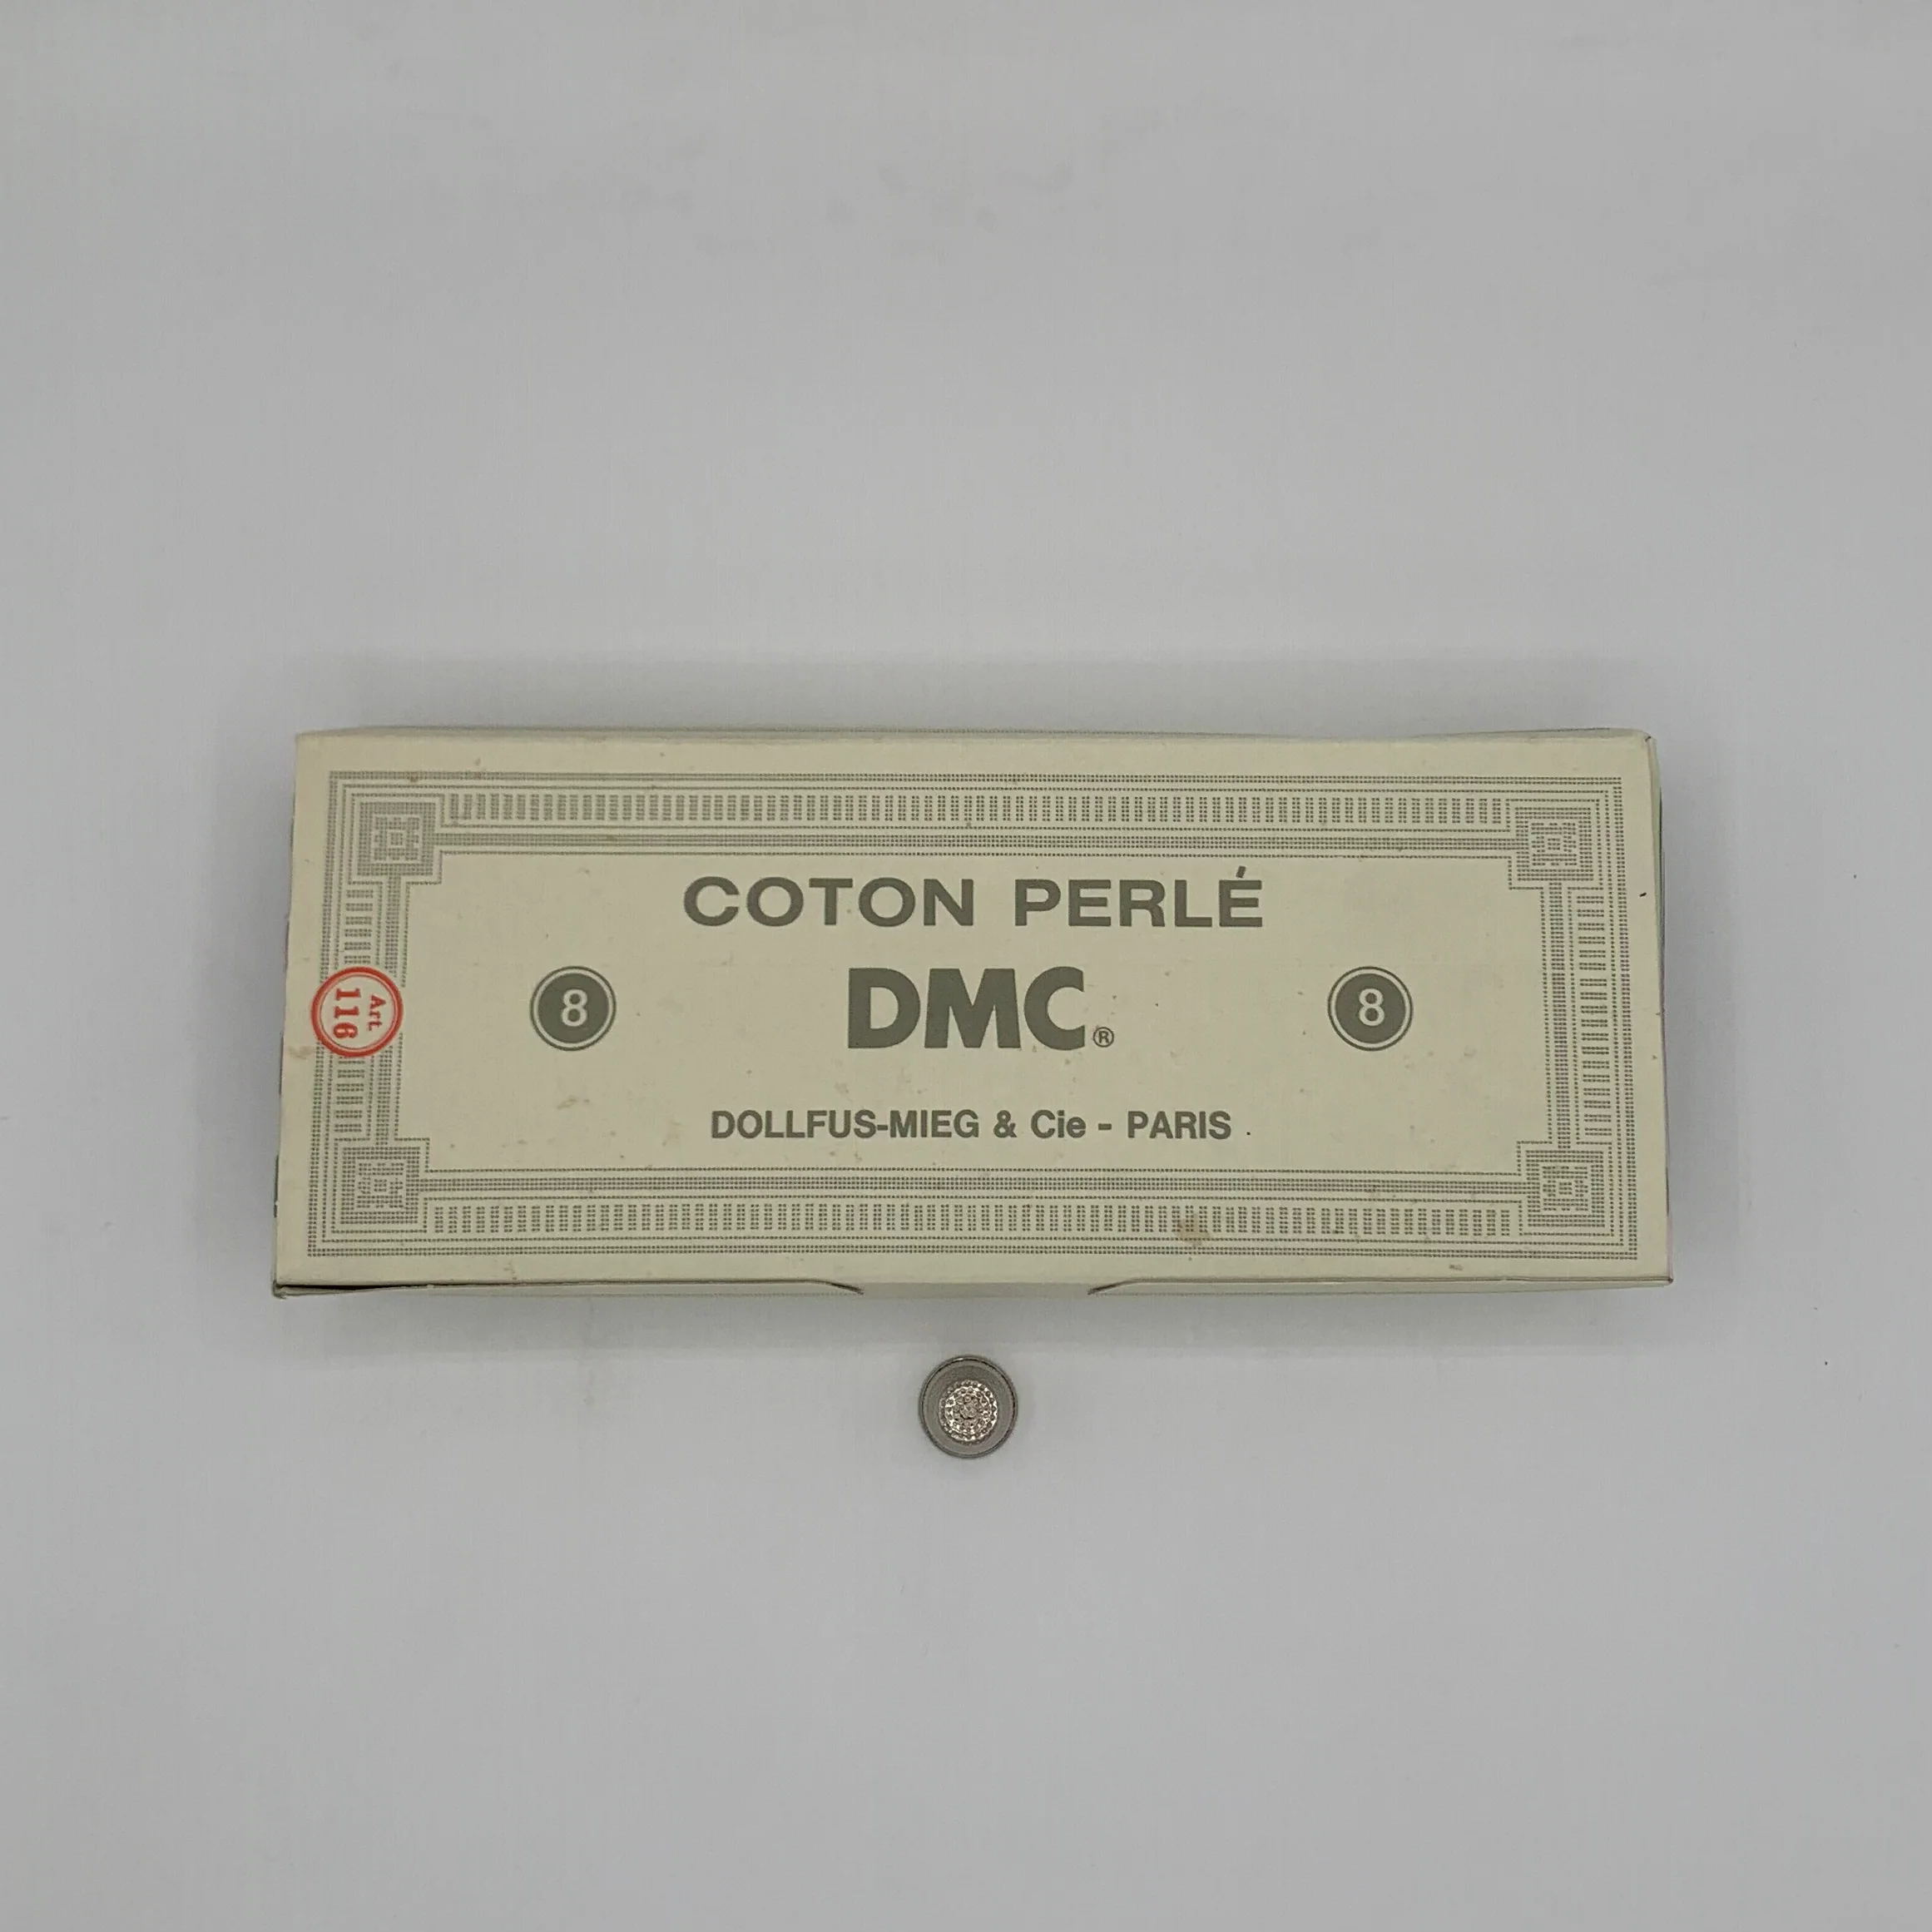 COTON PERLÉ
8 DMC® 8
DOLLFUS-MIEG & Cie - PARIS
Art.
116